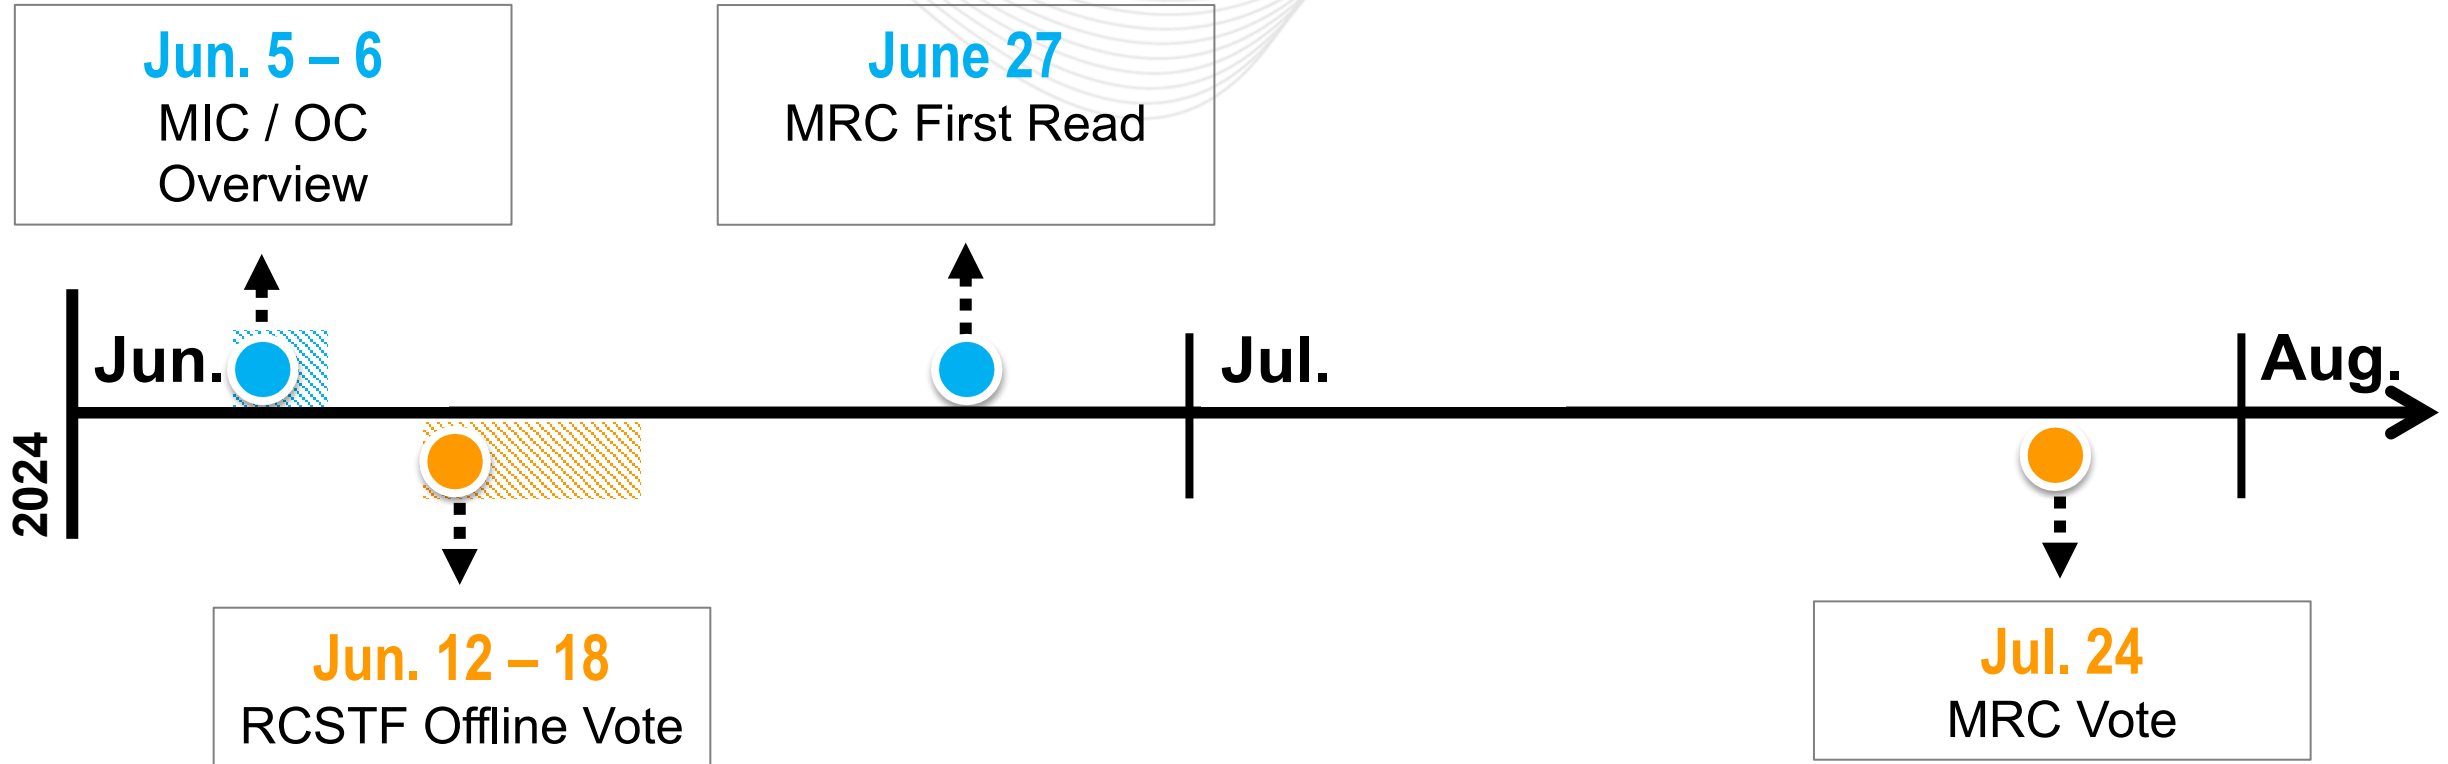 Jun. 5 – 6
MIC / OC
Overview
June 27
MRC First Read
Jun.
Jul.
Aug.
2024
Jun. 12 – 18
RCSTF Offline Vote
Jul. 24
MRC Vote